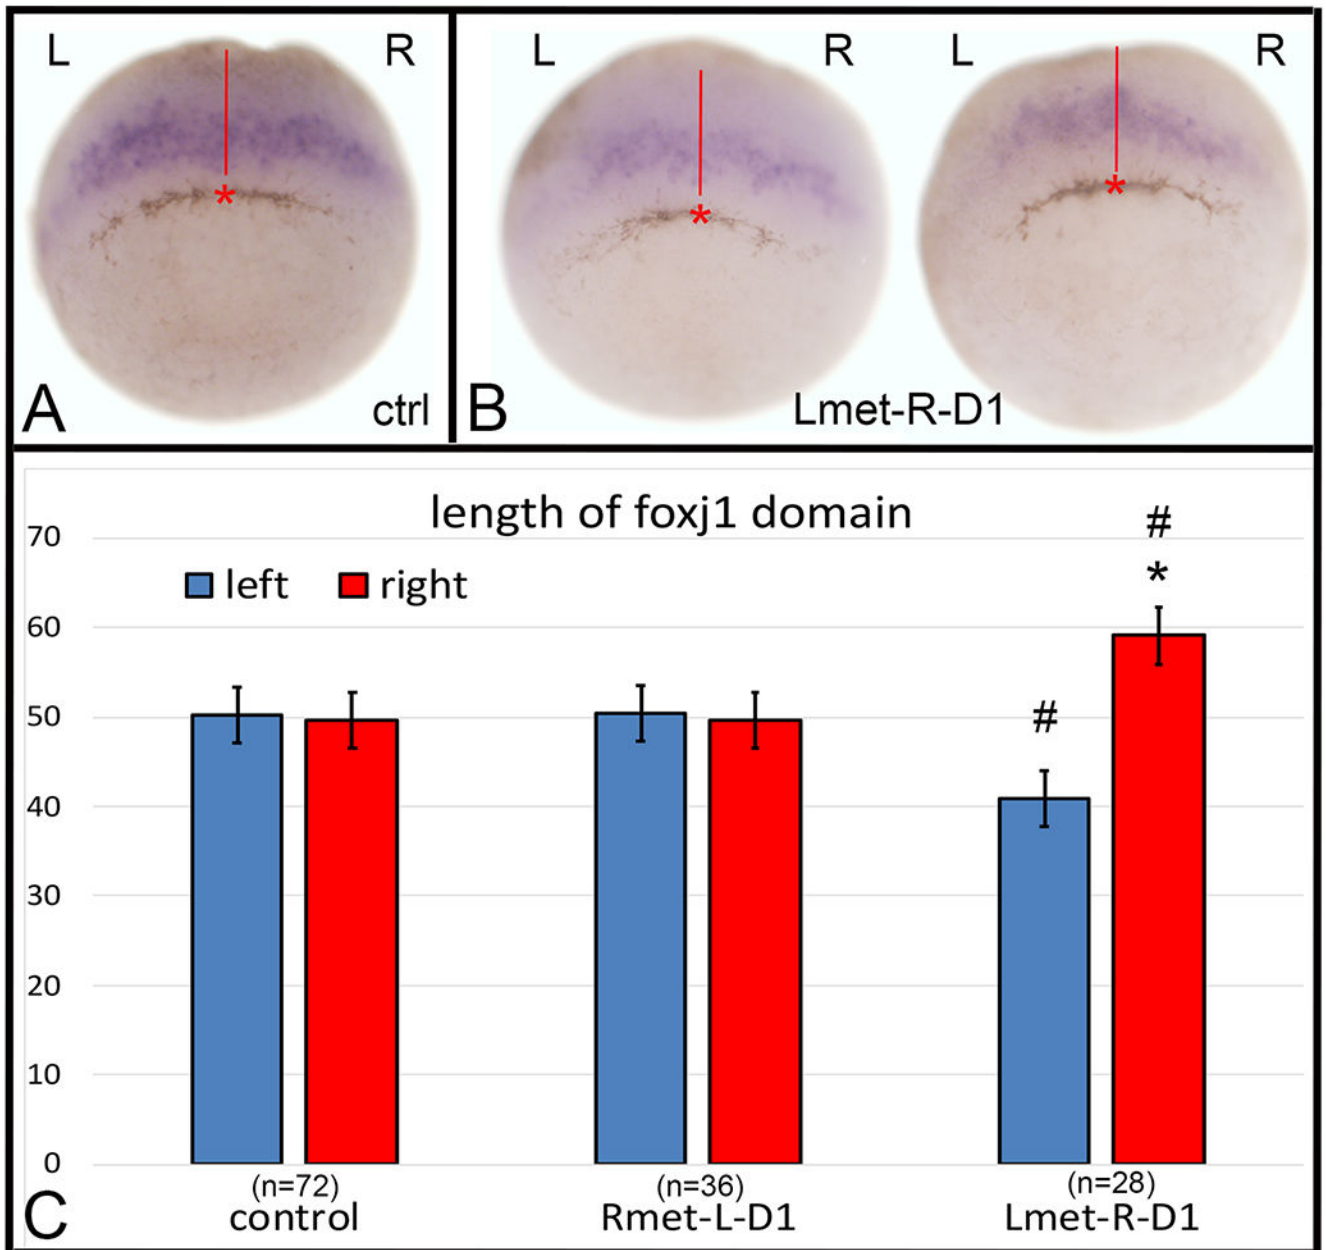 L R
L R
L R
*
*
*
A ctrl
B Lmet-R-D1
length of foxj1 domain
left right
70
60
50
40
30
20
10
0
#
#
*
(n=72)
control
(n=36)
Rmet-L-D1
(n=28)
Lmet-R-D1
C